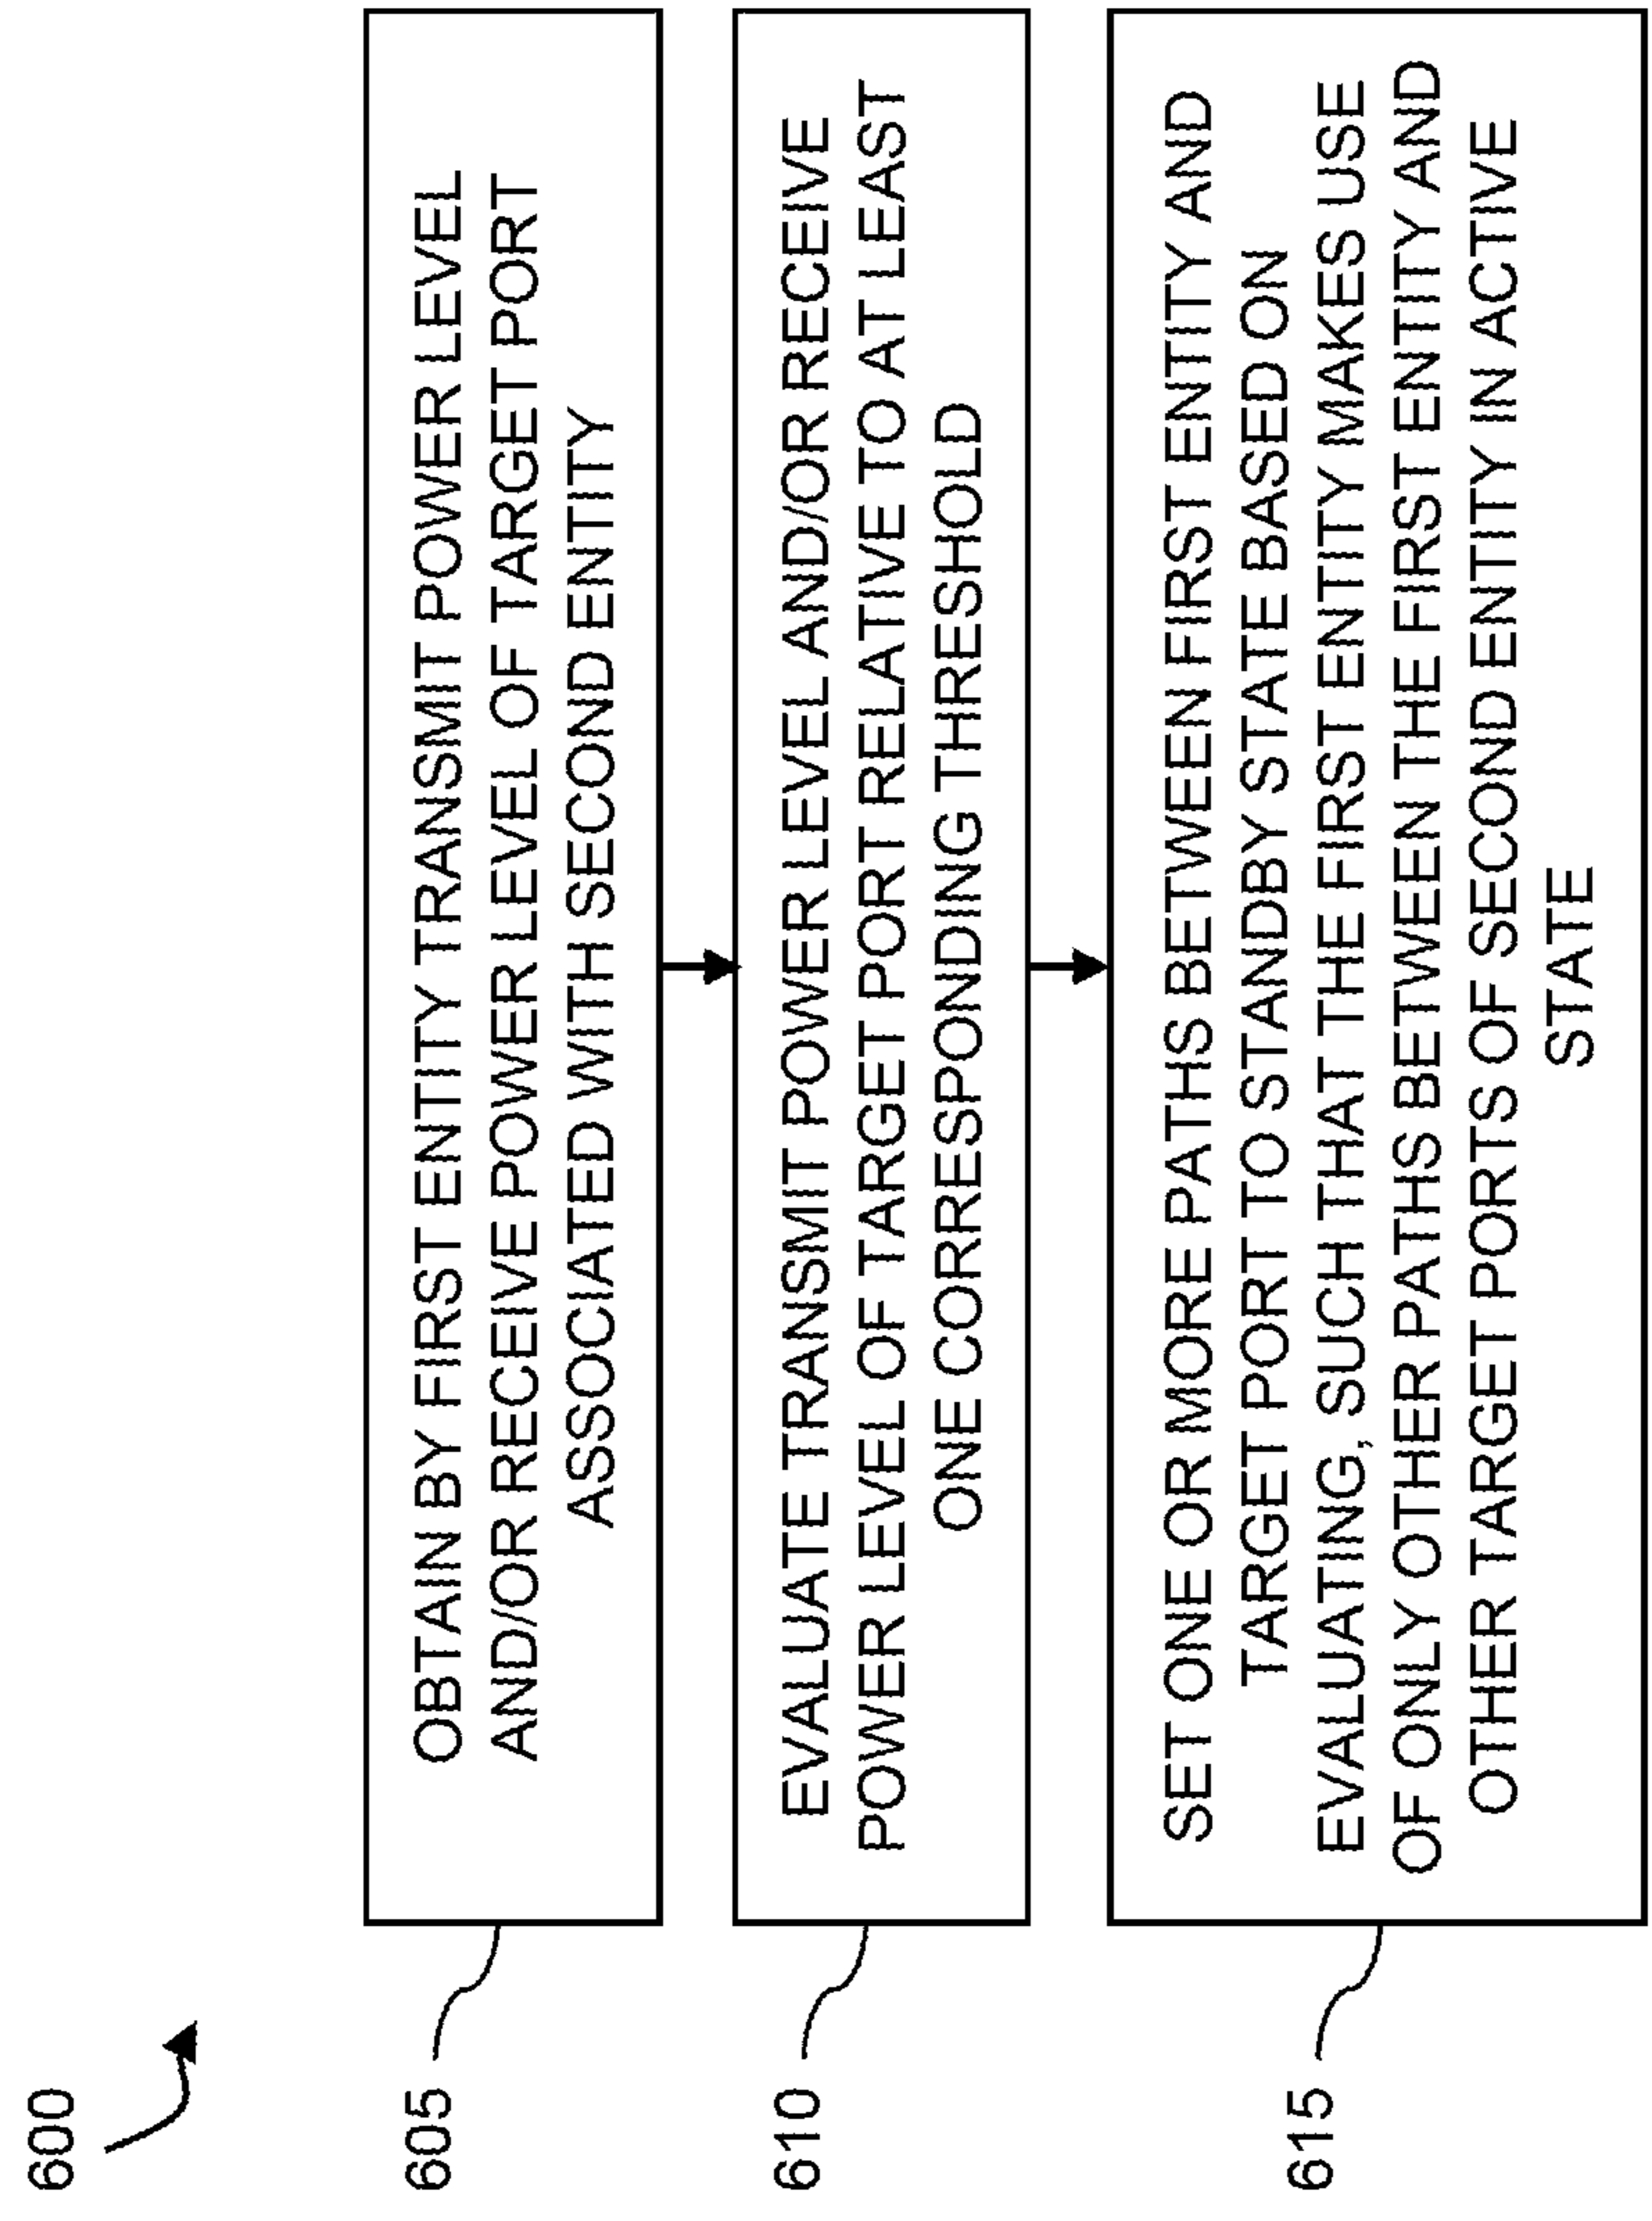 600
605
OBTAIN BY FIRST ENTITY TRANSMIT POWER LEVEL
AND/OR RECEIVE POWER LEVEL OF TARGET PORT
ASSOCIATED WITH SECOND ENTITY
610
EVALUATE TRANSMIT POWER LEVEL AND/OR RECEIVE
POWER LEVEL OF TARGET PORT RELATIVE TO AT LEAST
ONE CORRESPONDING THRESHOLD
615
SET ONE OR MORE PATHS BETWEEN FIRST ENTITY AND
TARGET PORT TO STANDBY STATE BASED ON
EVALUATING, SUCH THAT THE FIRST ENTITY MAKES USE
OF ONLY OTHER PATHS BETWEEN THE FIRST ENTITY AND
OTHER TARGET PORTS OF SECOND ENTITY IN ACTIVE
STATE